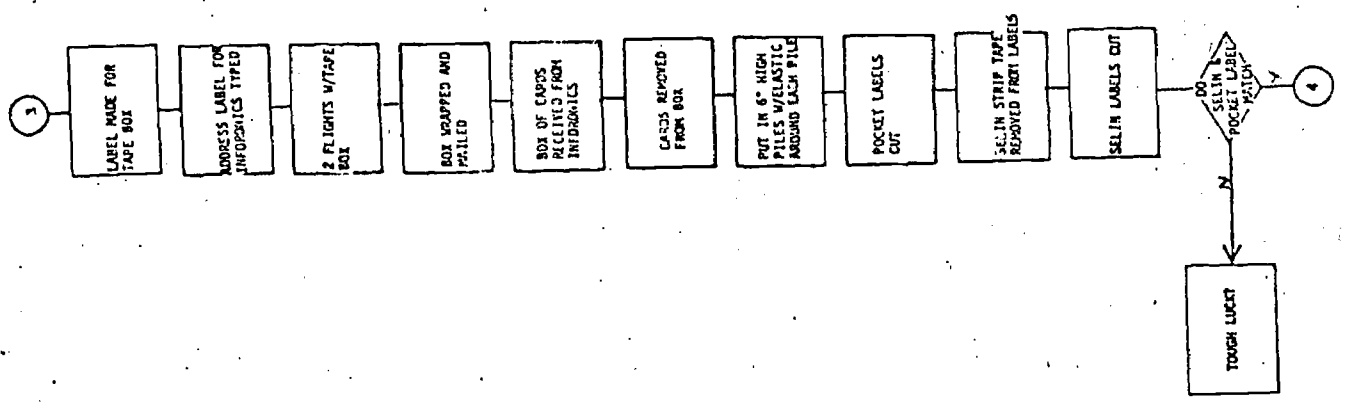 3
LABEL MADE FOR
TAPE BOX
ADDRESS LABEL FOR
INFORONICS TYPED
2 FLIGHTS W/TAPE
BOX
BOX WRAPPED AND
MAILED
BOX OF CARDS
RECEIVED FROM
INFORONICS
CARDS REMOVED
FROM BOX
PUT IN 6" HIGH
PILES W/ELASTIC
AROUND EACH PILE
POCKET LABELS
CUT
SELIN STRIP TAPE
REMOVED FROM LABELS
SELIN LABELS CUT
DO
SELIN &
POCKET LABEL
MATCH
Y
4
N
TOUGH LUCK?